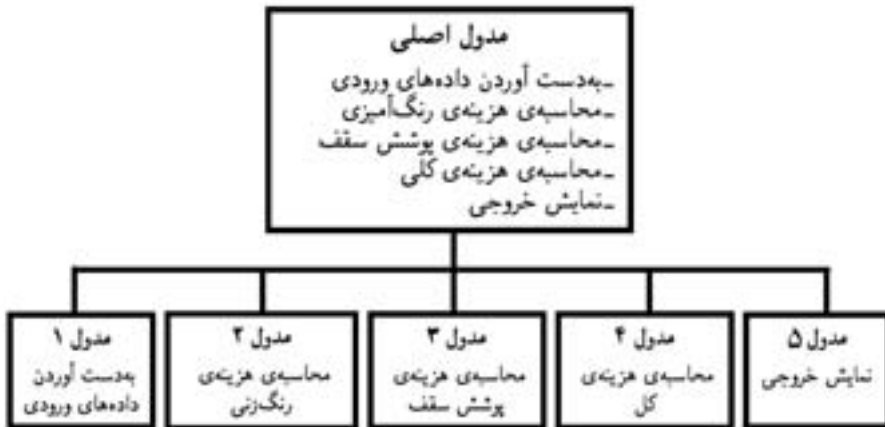 مدول اصلی
ـبه‌دست آوردن داده‌های ورودی
ـمحاسبه‌ی هزینه‌ی رنگ‌آمیزی
ـمحاسبه‌ی هزینه‌ی پوشش سقف
ـمحاسبه‌ی هزینه‌ی کلی
ـنمایش خروجی
مدول ۱
به‌دست آوردن
داده‌های ورودی
مدول ۲
محاسبه‌ی هزینه‌ی
رنگ‌زنی
مدول ۳
محاسبه‌ی هزینه‌ی
پوشش سقف
مدول ۴
محاسبه‌ی هزینه‌ی
کل
مدول ۵
نمایش خروجی